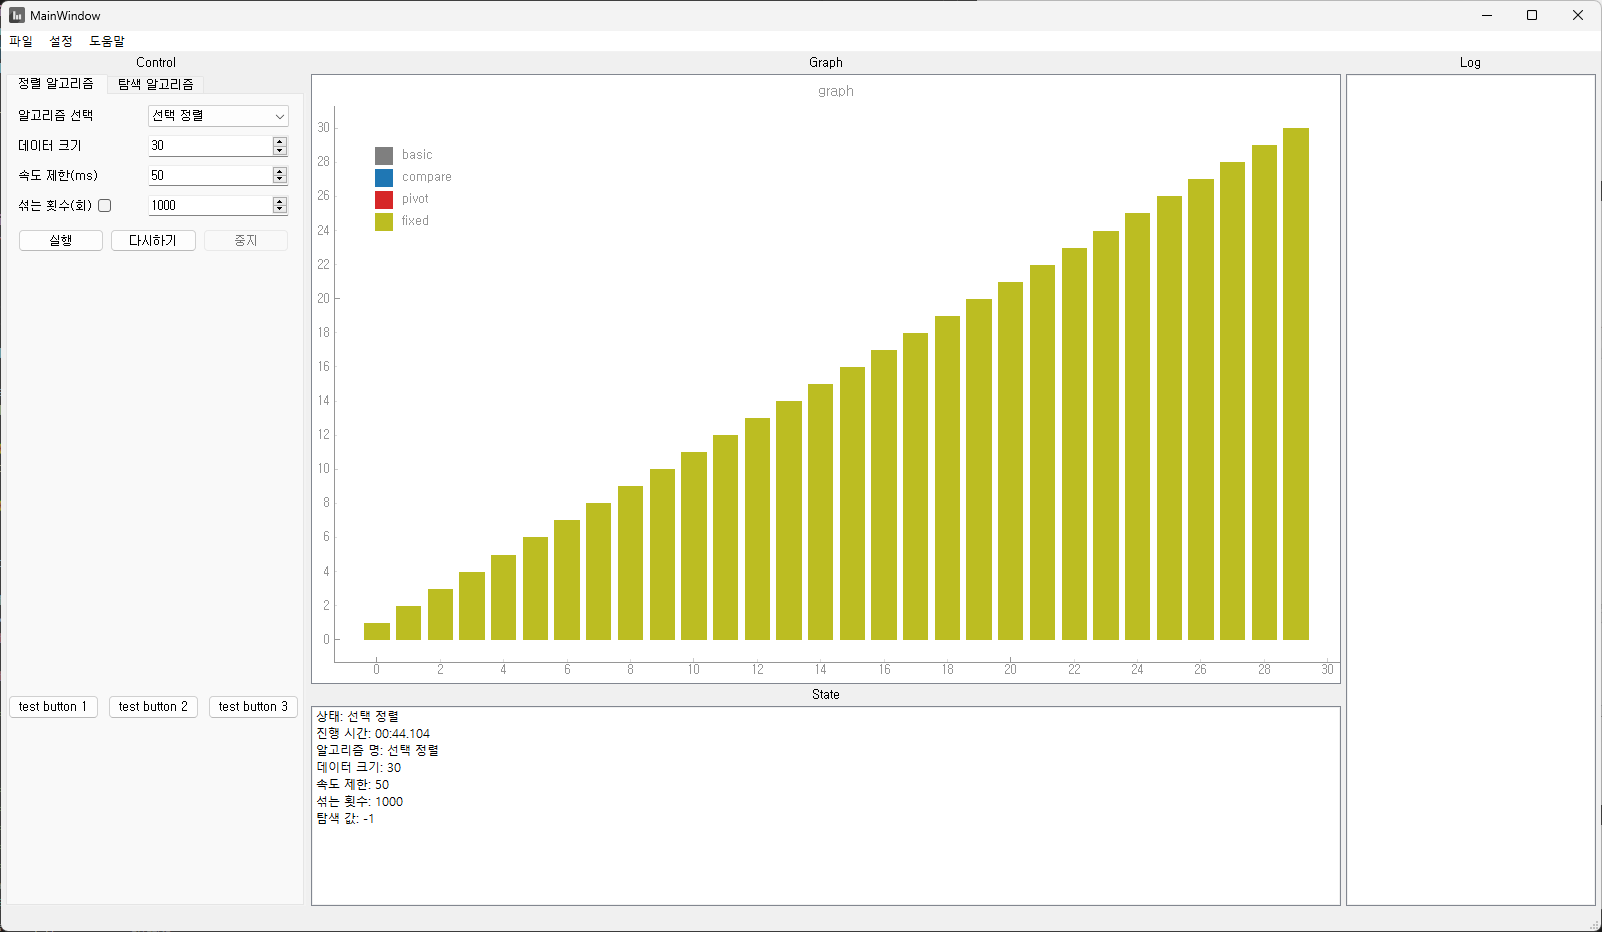 MainWindow
파일 설정 도움말
Control
정렬 알고리즘 탐색 알고리즘
알고리즘 선택 선택 정렬
데이터 크기 30
속도 제한(ms) 50
섞는 횟수(회) 1000
실행 다시하기 중지
test button 1 test button 2 test button 3
Graph
graph
basic
compare
pivot
fixed
30
28
26
24
22
20
18
16
14
12
10
8
6
4
2
0
0 2 4 6 8 10 12 14 16 18 20 22 24 26 28 30
State
상태: 선택 정렬
진행 시간: 00:44.104
알고리즘 명: 선택 정렬
데이터 크기: 30
속도 제한: 50
섞는 횟수: 1000
탐색 값: -1
Log